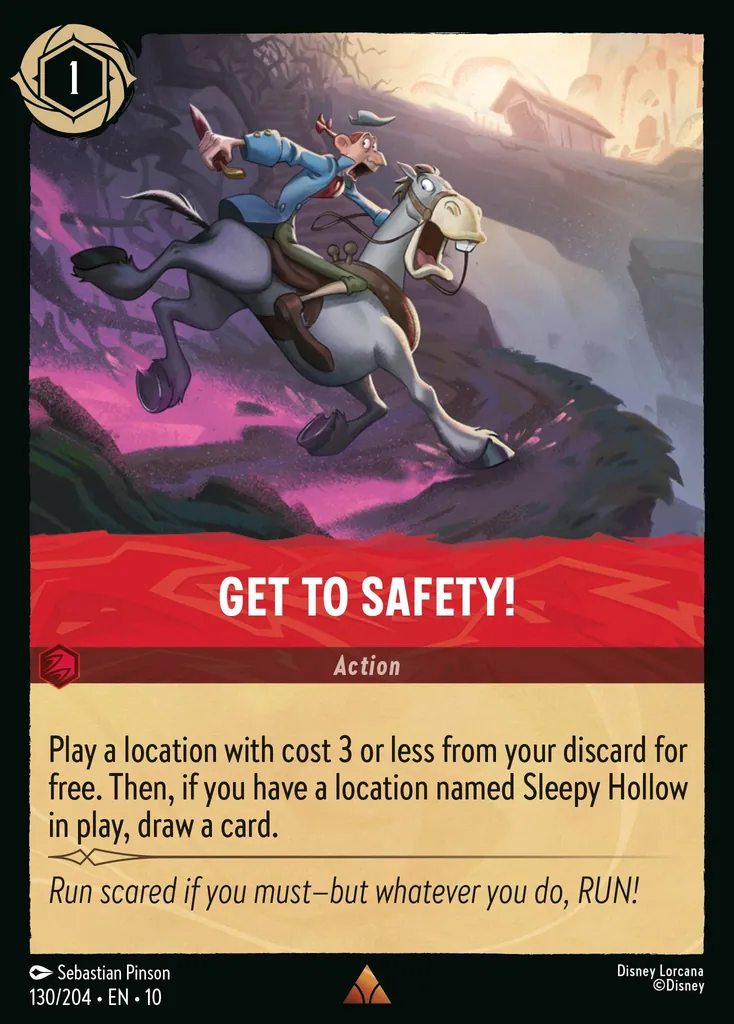 1
GET TO SAFETY!
Action
Play a location with cost 3 or less from your discard for
free. Then, if you have a location named Sleepy Hollow
in play, draw a card.
Run scared if you must–but whatever you do, RUN!
Sebastian Pinson
130/204 • EN • 10
Disney Lorcana
©Disney